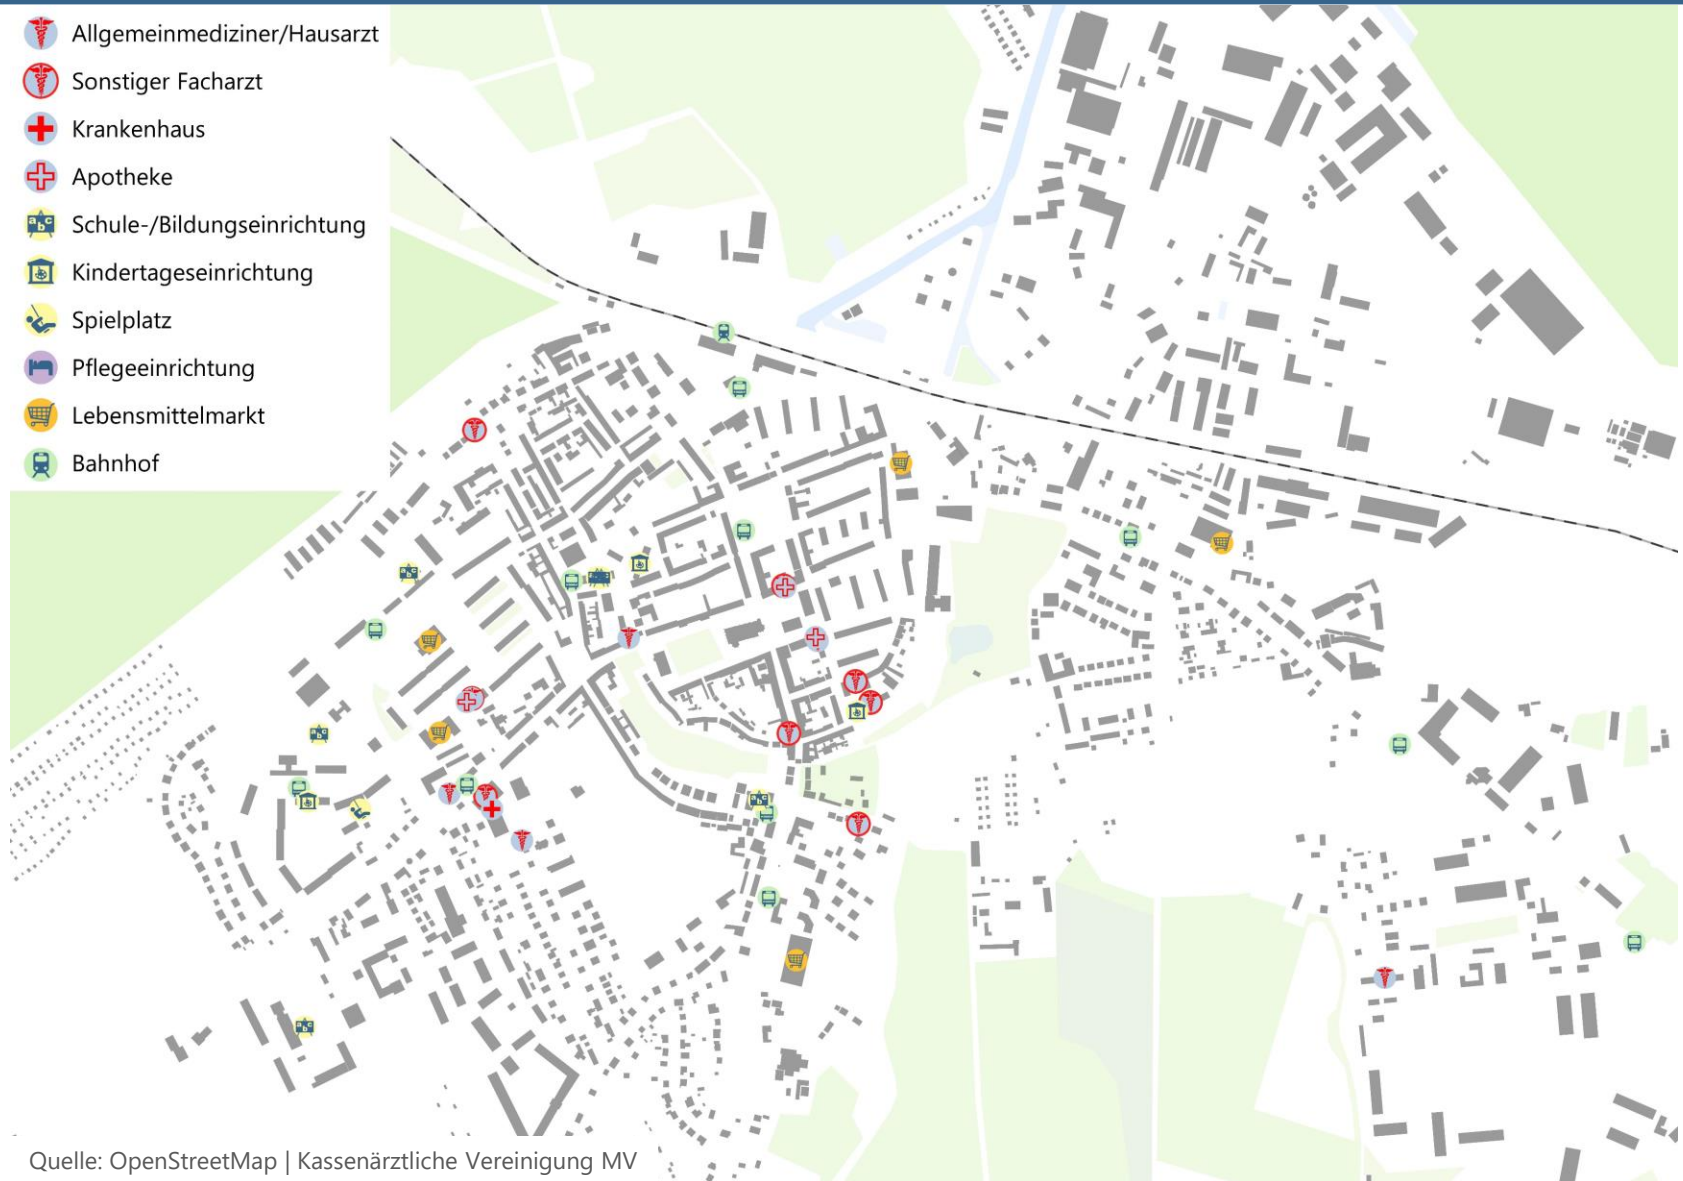 Allgemeinmediziner/Hausarzt
Sonstiger Facharzt
Krankenhaus
Apotheke
Schule-/Bildungseinrichtung
Kindertageseinrichtung
Spielplatz
Pflegeeinrichtung
Lebensmittelmarkt
Bahnhof
Quelle: OpenStreetMap | Kassenärztliche Vereinigung MV